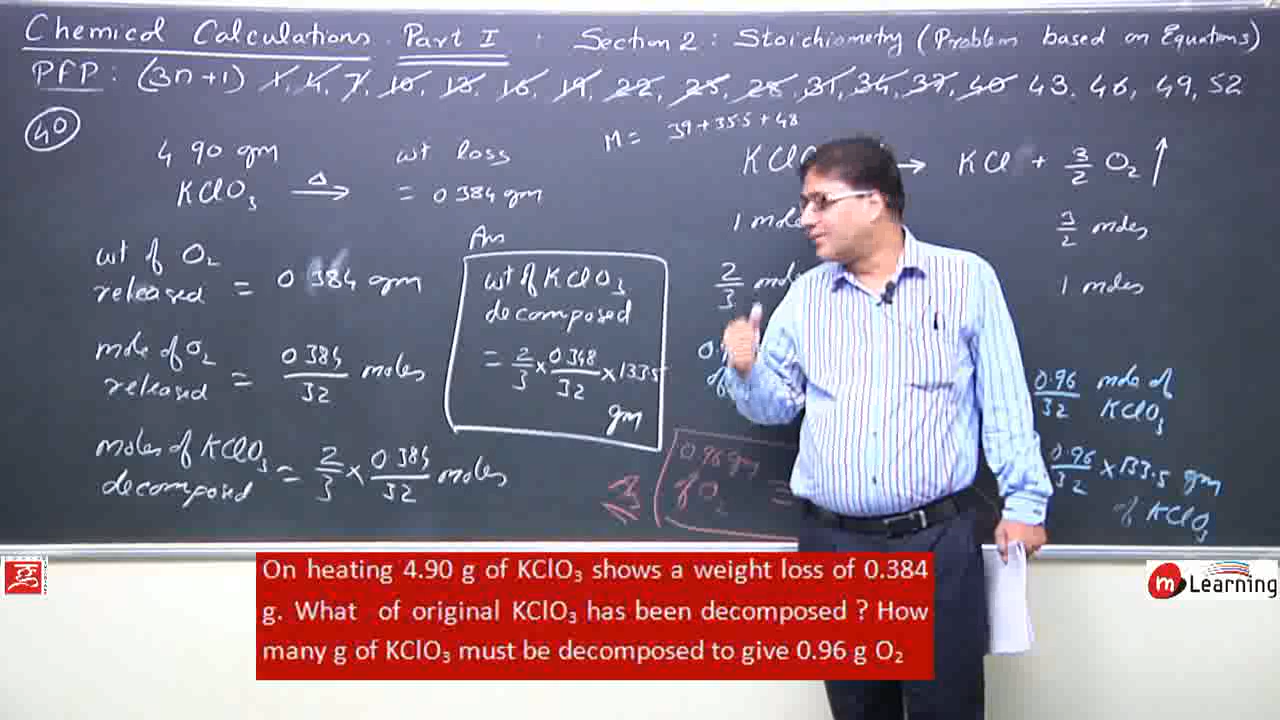 Chemical Calculations Part I : Section 2 : Stoichiometry (Problem based on Equations)
PFP : (3n+1) 1, 4, 7, 10, 13, 16, 19, 22, 25, 28, 31, 34, 37, 40 43, 46, 49, 52
40
4.90 gm wt loss
KClO₃ Δ→ = 0.384 gm
M = 39 + 35.5 + 48
KClO → KCl + 3/2 O₂ ↑
1 mole 3/2 moles
2/3 mole 1 moles
wt of O₂
released = 0.384 gm
mole of O₂
released = 0.384/32 moles
moles of KClO₃
decomposed = 2/3 × 0.384/32 moles
Ans
wt of KClO₃
decomposed
= 2/3 × 0.348/32 × 133.5
gm
0.96/32 mole of
KClO₃
0.96/32 × 133.5 gm
of KClO₃
0.96 gm
of O₂ =
On heating 4.90 g of KClO₃ shows a weight loss of 0.384
g. What of original KClO₃ has been decomposed ? How
many g of KClO₃ must be decomposed to give 0.96 g O₂
m Learning